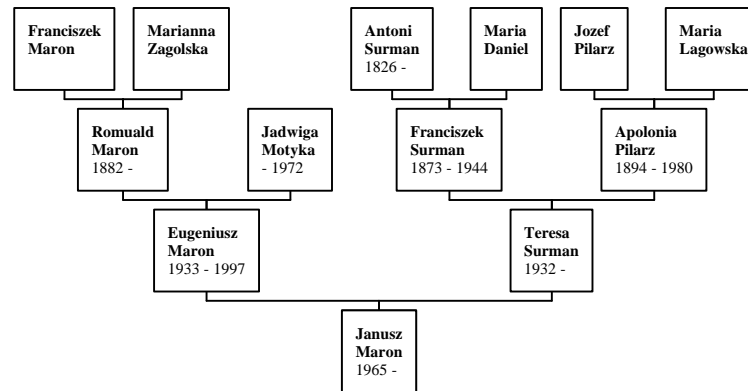 Franciszek
Maron
Marianna
Zagolska
Antoni
Surman
1826 -
Maria
Daniel
Jozef
Pilarz
Maria
Lagowska
Romuald
Maron
1882 -
Jadwiga
Motyka
- 1972
Franciszek
Surman
1873 - 1944
Apolonia
Pilarz
1894 - 1980
Eugeniusz
Maron
1933 - 1997
Teresa
Surman
1932 -
Janusz
Maron
1965 -